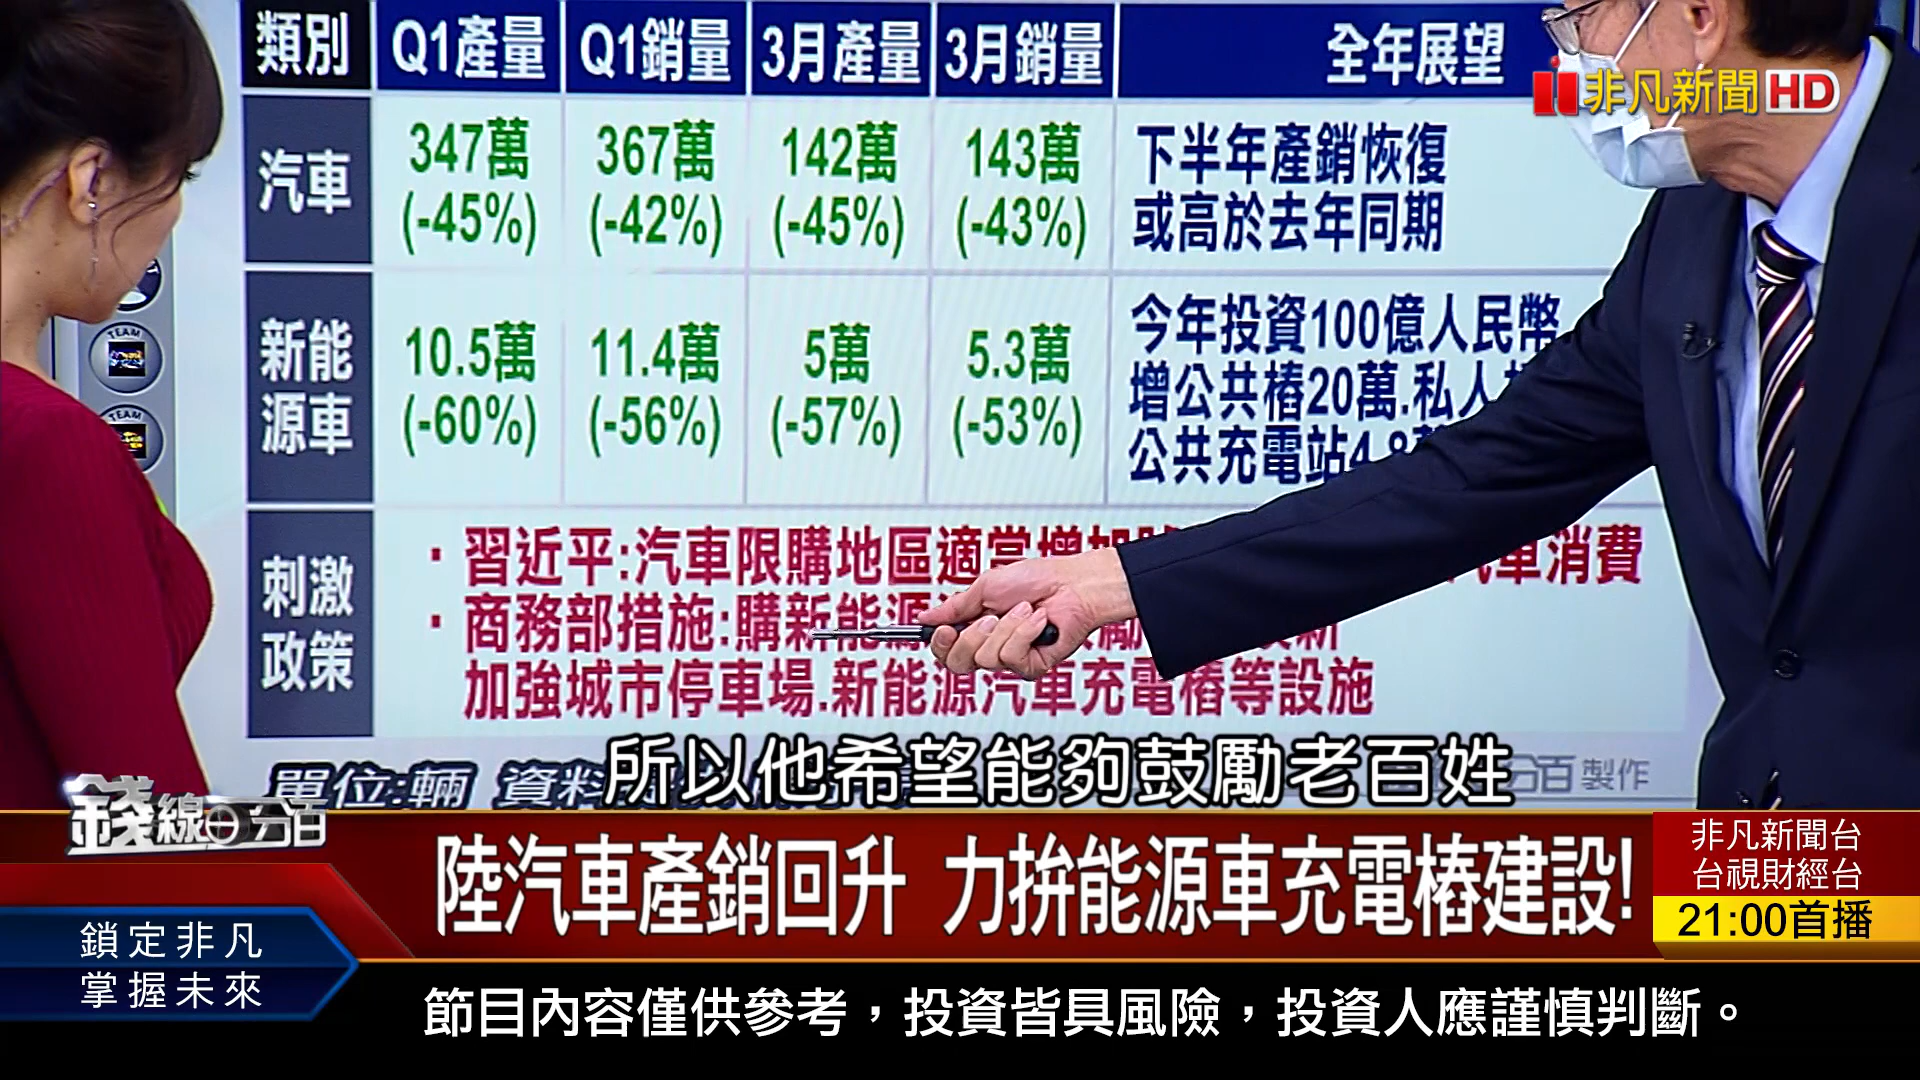 類別 Q1產量 Q1銷量 3月產量 3月銷量 全年展望
非凡新聞HD
汽車
347萬 367萬 142萬 143萬
(-45%) (-42%) (-45%) (-43%)
下半年產銷恢復
或高於去年同期
新能
源車
10.5萬 11.4萬 5萬 5.3萬
(-60%) (-56%) (-57%) (-53%)
今年投資100億人民幣
增公共樁20萬.私人
公共充電站4.8
TEAM
TEAM
刺激
政策
·習近平:汽車限購地區適當增加 汽車消費
·商務部措施:購新能源
加強城市停車場.新能源汽車充電樁等設施
單位:輛 資料
製作
所以他希望能夠鼓勵老百姓
錢線百分百
陸汽車產銷回升 力拚能源車充電樁建設!
非凡新聞台
台視財經台
21:00首播
鎖定非凡
掌握未來
節目內容僅供參考，投資皆具風險，投資人應謹慎判斷。